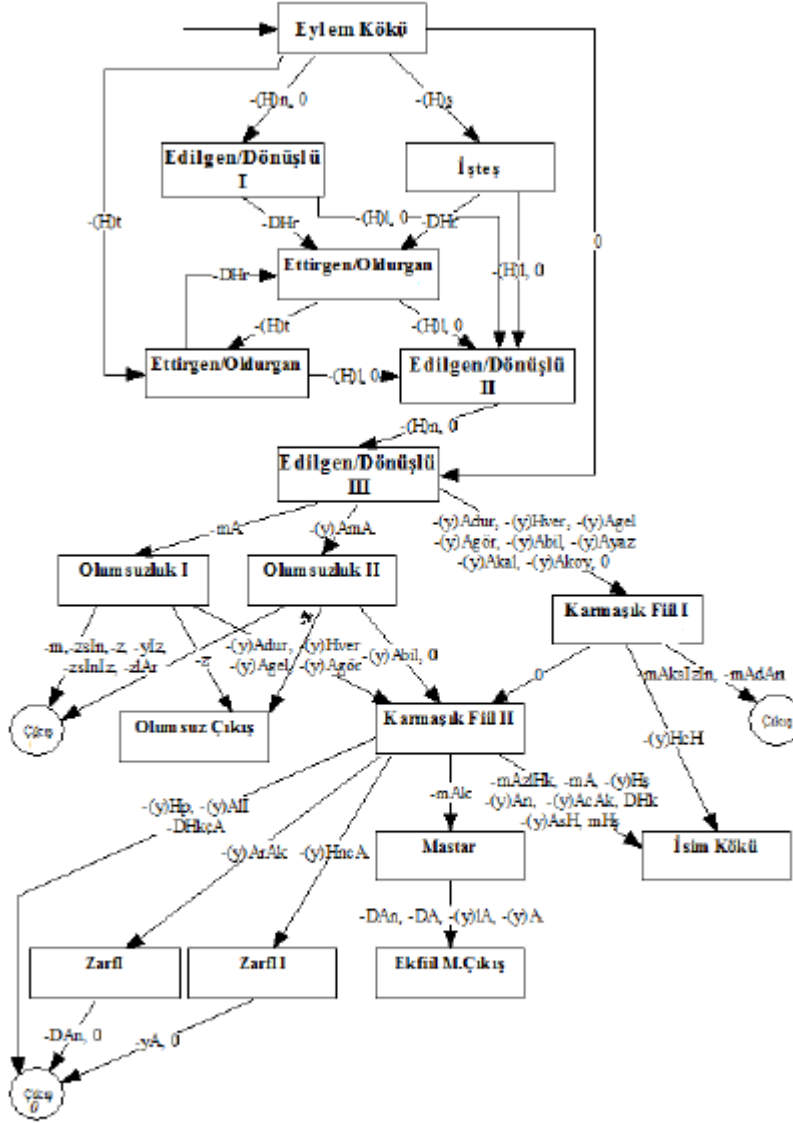 Eylem Kökü
-(H)n, 0
-(H)ş
Edilgen/Dönüşlü
I
İşteş
-(H)t
-DHr
-(H)l, 0
-DHr
0
Ettirgen/Oldurgan
-DHr
-(H)l, 0
-(H)t
-(H)l, 0
Ettirgen/Oldurgan
-(H)l, 0
Edilgen/Dönüşlü
II
-(H)n, 0
Edilgen/Dönüşlü
III
-mA
-(y)AmA
-(y)Adur, -(y)Hver, -(y)Agel
-(y)Agör, -(y)Abil, -(y)Ayaz
-(y)Akal, -(y)Akoy, 0
Olumsuzluk I
Olumsuzluk II
Karmaşık Fiil I
-m, -zsIn, -z, -yIz,
-zsInIz, -zlAr
-z
-(y)Adur, -(y)Hver
-(y)Agel, -(y)Agör
-(y)Abil, 0
0
-mAksIzIn, -mAdAn
Çıkış
Olumsuz Çıkış
Karmaşık Fiil II
Çıkış
-(y)HcH
-(y)Hp, -(y)AlI
-DHkçA
-(y)ArAk
-(y)HncA
-mAk
-mAzlHk, -mA, -(y)Hş
-(y)An, -(y)AcAk, DHk
-(y)AsH, mHş
Mastar
İsim Kökü
-DAn, -DA, -(y)lA, -(y)A
ZarfI
Zarf I I
Ekfiil M.Çıkış
-DAn, 0
-yA, 0
Çıkış
0